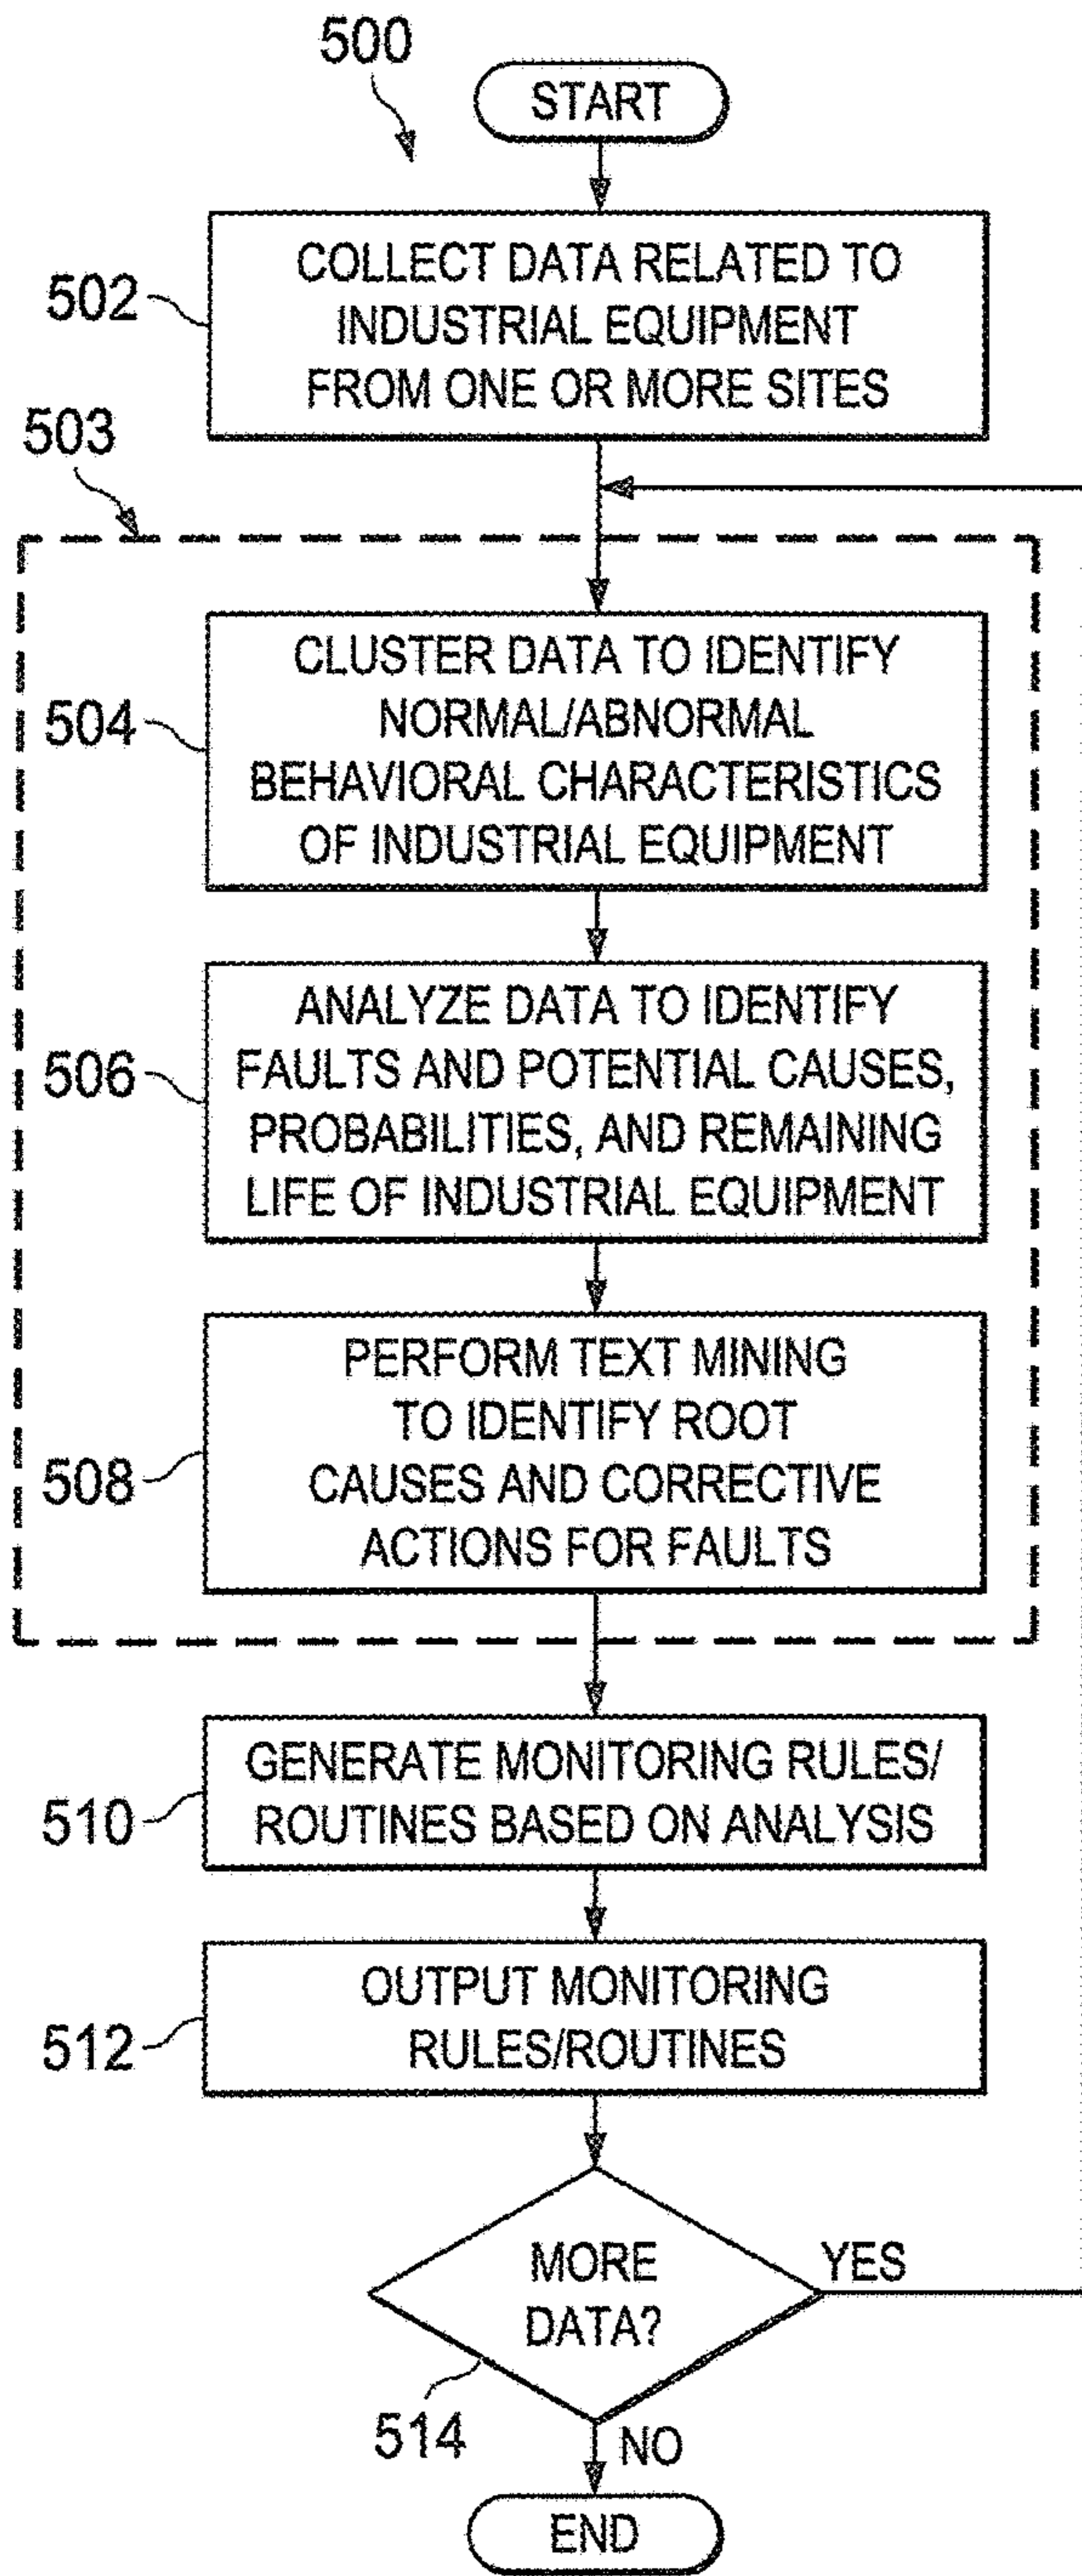 500
START
502
COLLECT DATA RELATED TO
INDUSTRIAL EQUIPMENT
FROM ONE OR MORE SITES
503
504
CLUSTER DATA TO IDENTIFY
NORMAL/ABNORMAL
BEHAVIORAL CHARACTERISTICS
OF INDUSTRIAL EQUIPMENT
506
ANALYZE DATA TO IDENTIFY
FAULTS AND POTENTIAL CAUSES,
PROBABILITIES, AND REMAINING
LIFE OF INDUSTRIAL EQUIPMENT
508
PERFORM TEXT MINING
TO IDENTIFY ROOT
CAUSES AND CORRECTIVE
ACTIONS FOR FAULTS
510
GENERATE MONITORING RULES/
ROUTINES BASED ON ANALYSIS
512
OUTPUT MONITORING
RULES/ROUTINES
MORE
DATA?
YES
514
NO
END